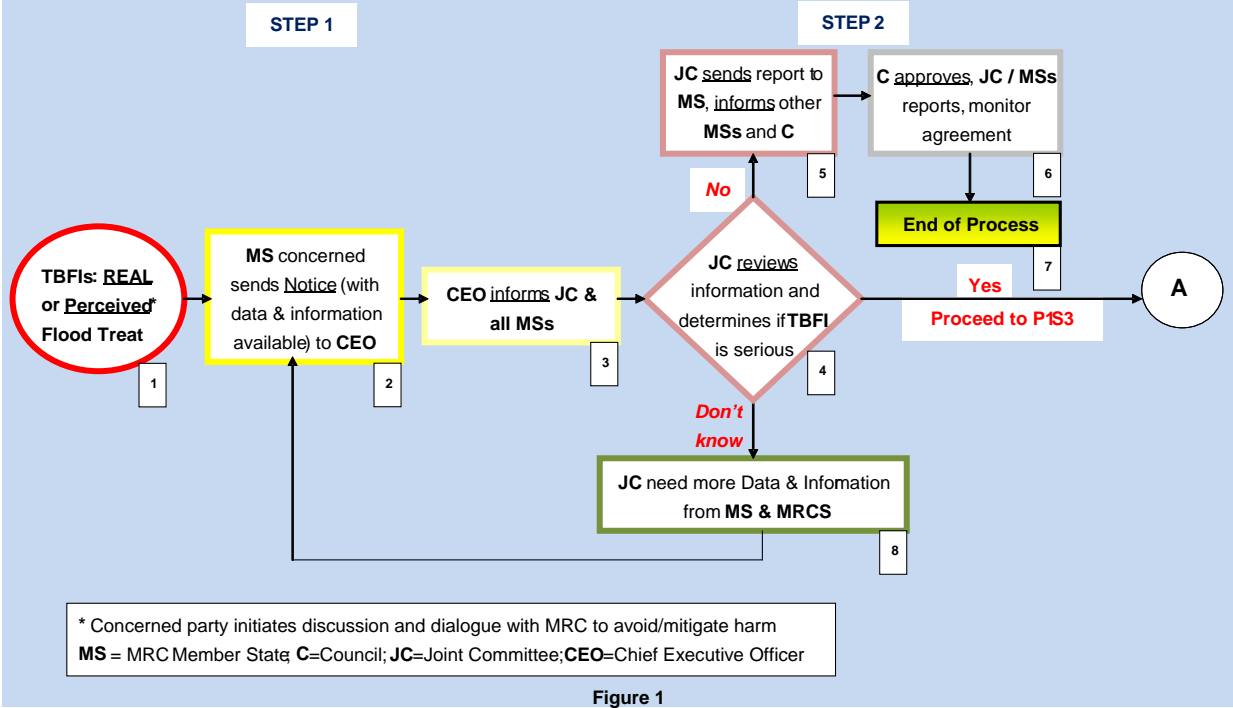 STEP 1
STEP 2
TBFIs: REAL
or Perceived*
Flood Treat
1
MS concerned
sends Notice (with
data & information
available) to CEO
2
CEO informs JC &
all MSs
3
JC reviews
information and
determines if TBFI
is serious
4
No
JC sends report to
MS, informs other
MSs and C
5
C approves, JC / MSs
reports, monitor
agreement
6
End of Process
7
Yes
Proceed to P1S3
A
Don't
know
JC need more Data & Infomation
from MS & MRCS
8
* Concerned party initiates discussion and dialogue with MRC to avoid/mitigate harm
MS = MRC Member State; C=Council; JC=Joint Committee;CEO=Chief Executive Officer
Figure 1